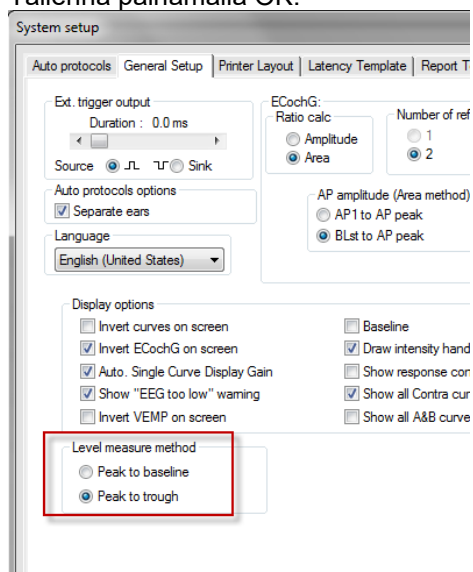 Tallenna painamalla OK.
System setup
Auto protocols General Setup Printer Layout Latency Template Report T
Ext. trigger output
Duration : 0.0 ms
Source Sink
Auto protocols options
Separate ears
Language
English (United States)
ECochG:
Ratio calc
Amplitude
Area
Number of ref
1
2
AP amplitude (Area method)
AP1 to AP peak
BLst to AP peak
Display options
Invert curves on screen
Invert ECochG on screen
Auto. Single Curve Display Gain
Show "EEG too low" warning
Invert VEMP on screen
Baseline
Draw intensity hand
Show response con
Show all Contra cur
Show all A&B curve
Level measure method
Peak to baseline
Peak to trough